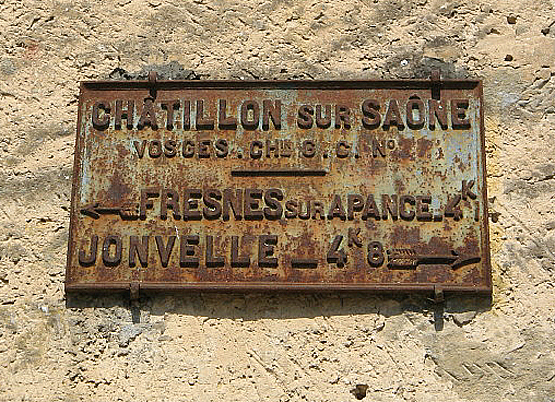 CHÂTILLON SUR SAÔNE
VOSGES. CHIN G. C. No
FRESNES SUR APANCE. 4K
JONVELLE _ 4K8